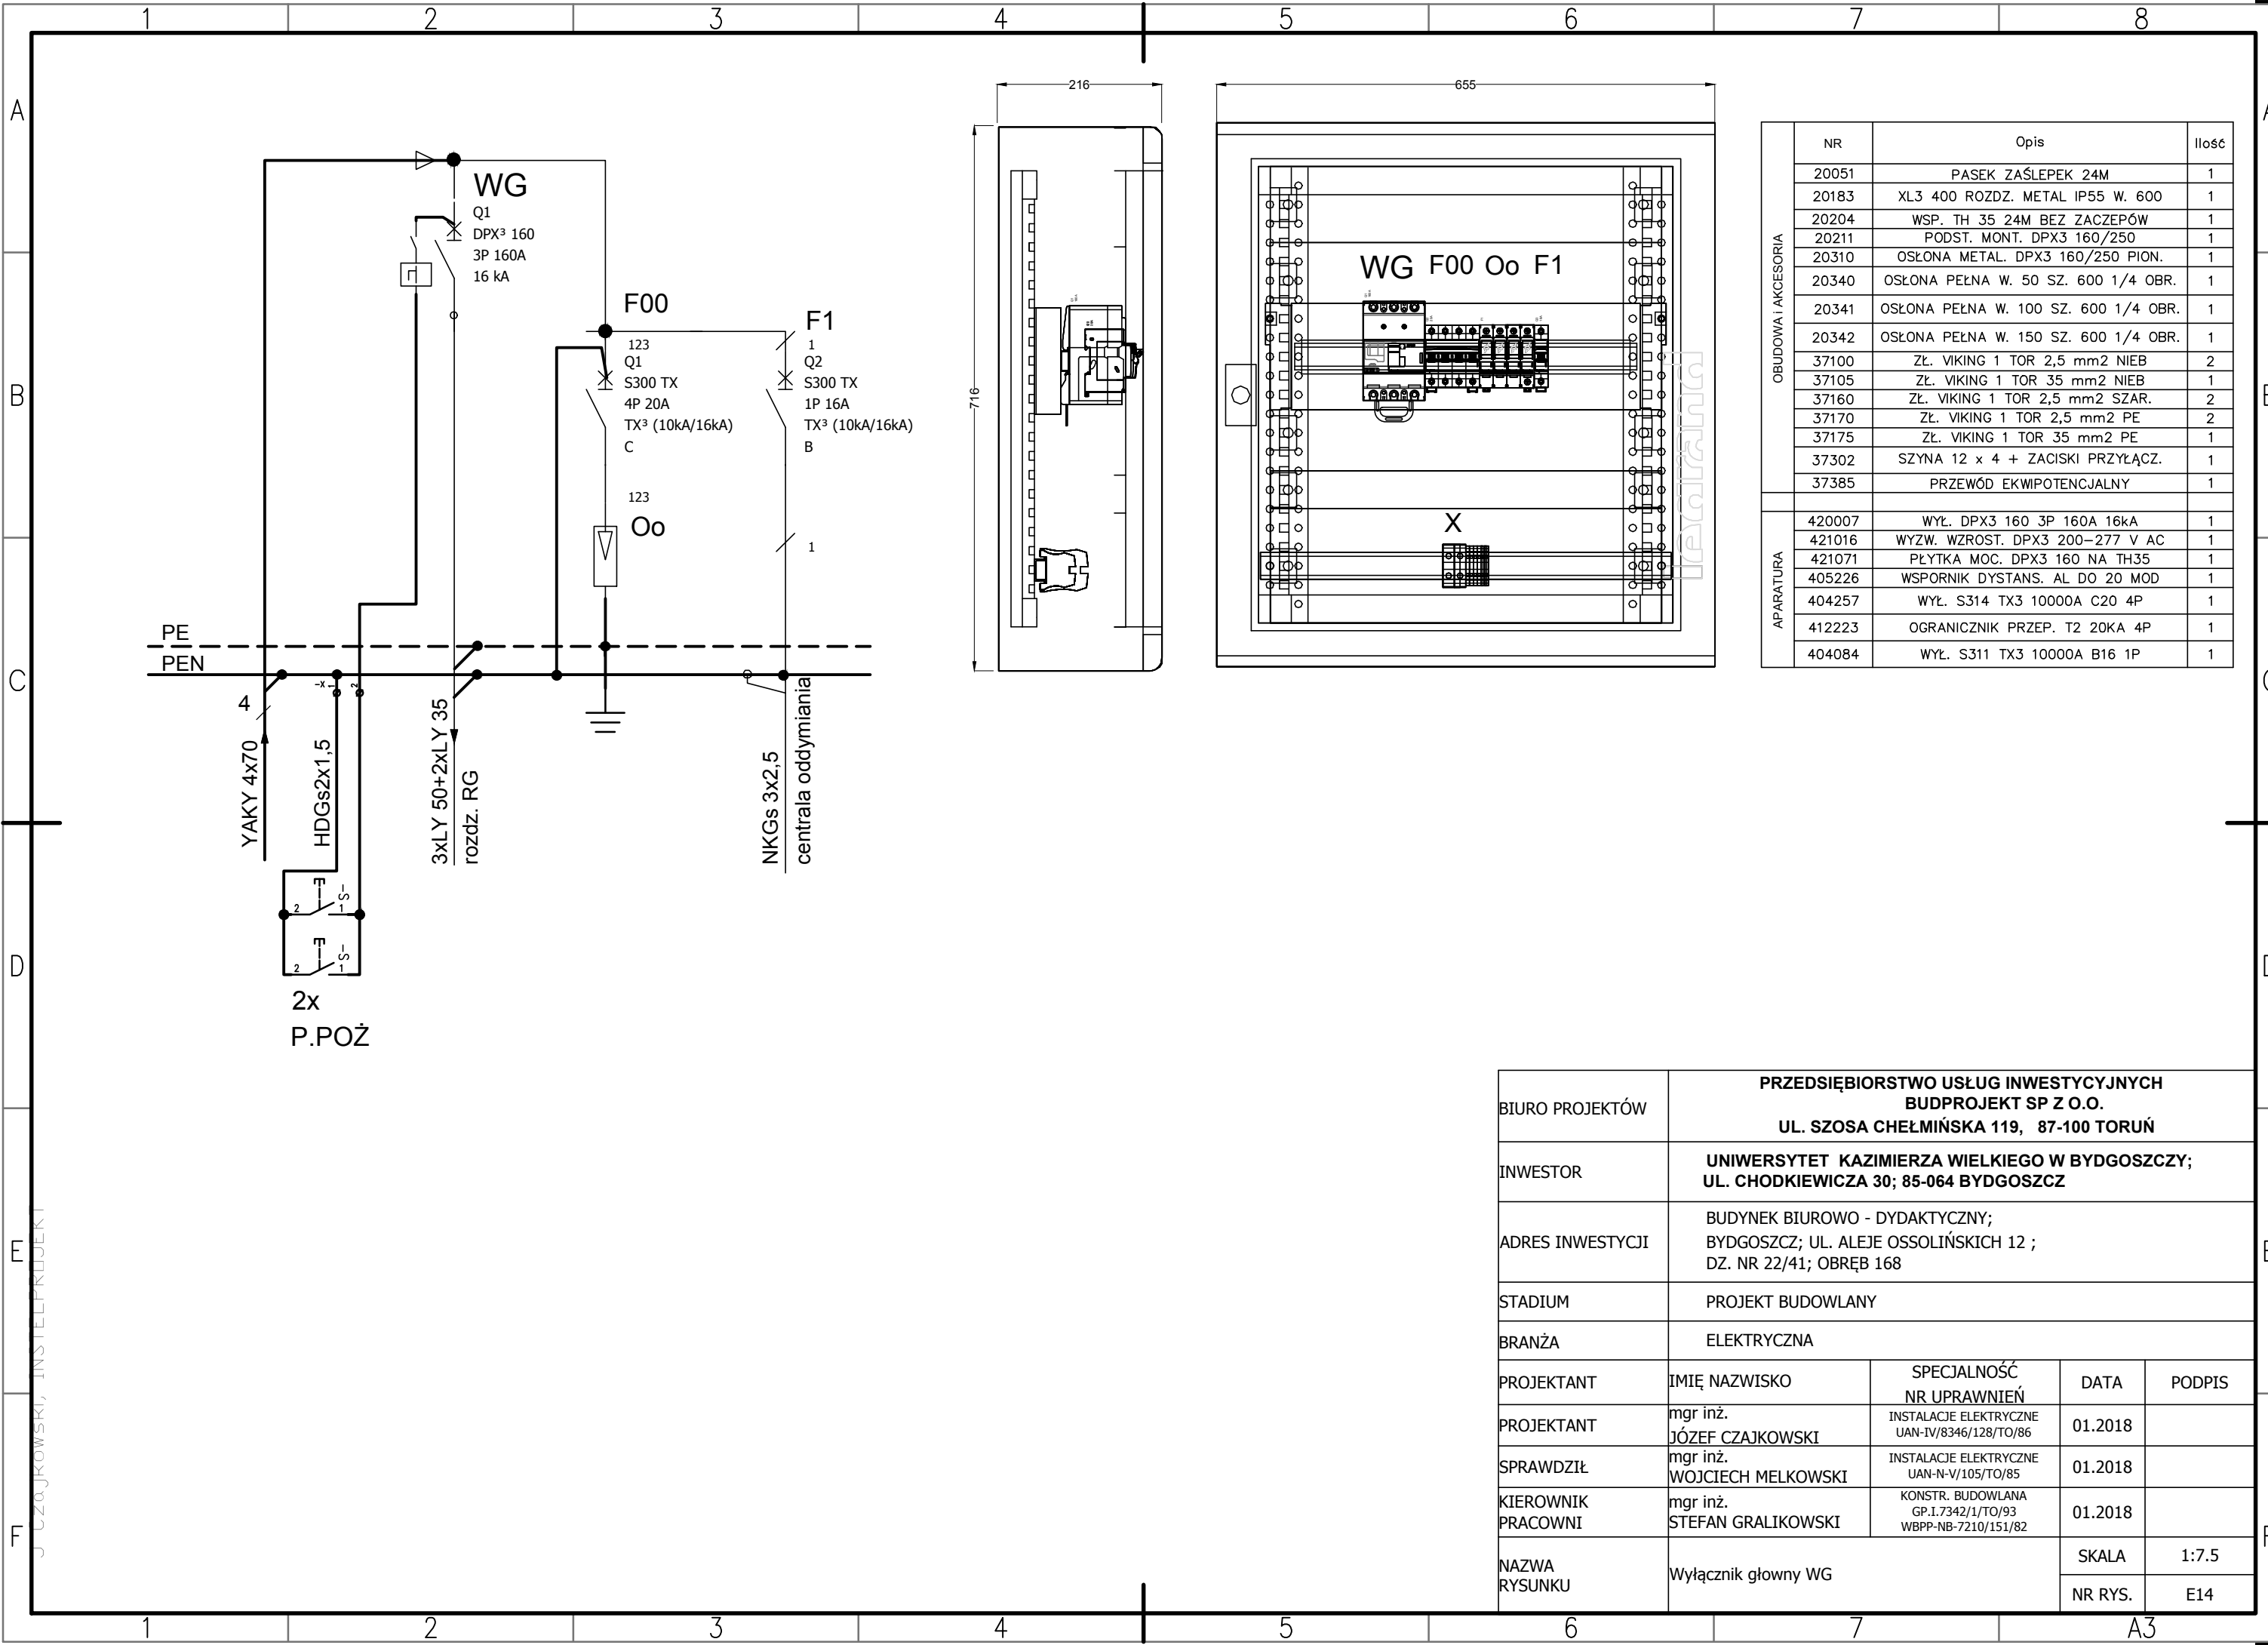 1 2 3 4 5 6 7 8
A
B
C
D
E
F
WG
Q1
DPX³ 160
3P 160A
16 kA
F00
123
Q1
S300 TX
4P 20A
TX³ (10kA/16kA)
C
123
Oo
F1
1
Q2
S300 TX
1P 16A
TX³ (10kA/16kA)
B
1
PE
PEN
-X 1 2
4
YAKY 4x70
HDGs2x1,5
3xLY 50+2xLY 35
rozdz. RG
NKGs 3x2,5
centrala oddymiania
2 1 S-
2 1 S-
2x
P.POŻ
216
716
655
WG F00 Oo F1
X
legrand
OBUDOWA i AKCESORIA
NR Opis Ilość
20051 PASEK ZAŚLEPEK 24M 1
20183 XL3 400 ROZDZ. METAL IP55 W. 600 1
20204 WSP. TH 35 24M BEZ ZACZEPÓW 1
20211 PODST. MONT. DPX3 160/250 1
20310 OSŁONA METAL. DPX3 160/250 PION. 1
20340 OSŁONA PEŁNA W. 50 SZ. 600 1/4 OBR. 1
20341 OSŁONA PEŁNA W. 100 SZ. 600 1/4 OBR. 1
20342 OSŁONA PEŁNA W. 150 SZ. 600 1/4 OBR. 1
37100 ZŁ. VIKING 1 TOR 2,5 mm2 NIEB 2
37105 ZŁ. VIKING 1 TOR 35 mm2 NIEB 1
37160 ZŁ. VIKING 1 TOR 2,5 mm2 SZAR. 2
37170 ZŁ. VIKING 1 TOR 2,5 mm2 PE 2
37175 ZŁ. VIKING 1 TOR 35 mm2 PE 1
37302 SZYNA 12 x 4 + ZACISKI PRZYŁĄCZ. 1
37385 PRZEWÓD EKWIPOTENCJALNY 1
APARATURA
420007 WYŁ. DPX3 160 3P 160A 16kA 1
421016 WYZW. WZROST. DPX3 200-277 V AC 1
421071 PŁYTKA MOC. DPX3 160 NA TH35 1
405226 WSPORNIK DYSTANS. AL DO 20 MOD 1
404257 WYŁ. S314 TX3 10000A C20 4P 1
412223 OGRANICZNIK PRZEP. T2 20KA 4P 1
404084 WYŁ. S311 TX3 10000A B16 1P 1
BIURO PROJEKTÓW
PRZEDSIĘBIORSTWO USŁUG INWESTYCYJNYCH
BUDPROJEKT SP Z O.O.
UL. SZOSA CHEŁMIŃSKA 119, 87-100 TORUŃ
INWESTOR
UNIWERSYTET KAZIMIERZA WIELKIEGO W BYDGOSZCZY;
UL. CHODKIEWICZA 30; 85-064 BYDGOSZCZ
ADRES INWESTYCJI
BUDYNEK BIUROWO - DYDAKTYCZNY;
BYDGOSZCZ; UL. ALEJE OSSOLIŃSKICH 12 ;
DZ. NR 22/41; OBRĘB 168
STADIUM PROJEKT BUDOWLANY
BRANŻA ELEKTRYCZNA
PROJEKTANT IMIĘ NAZWISKO SPECJALNOŚĆ
NR UPRAWNIEŃ DATA PODPIS
PROJEKTANT mgr inż.
JÓZEF CZAJKOWSKI
INSTALACJE ELEKTRYCZNE
UAN-IV/8346/128/TO/86
01.2018
SPRAWDZIŁ mgr inż.
WOJCIECH MELKOWSKI
INSTALACJE ELEKTRYCZNE
UAN-N-V/105/TO/85
01.2018
KIEROWNIK
PRACOWNI
mgr inż.
STEFAN GRALIKOWSKI
KONSTR. BUDOWLANA
GP.I.7342/1/TO/93
WBPP-NB-7210/151/82
01.2018
NAZWA
RYSUNKU
Wyłącznik głowny WG
SKALA 1:7.5
NR RYS. E14
J Czajkowski, INSTELPROJEKT
1 2 3 4 5 6 7 A3